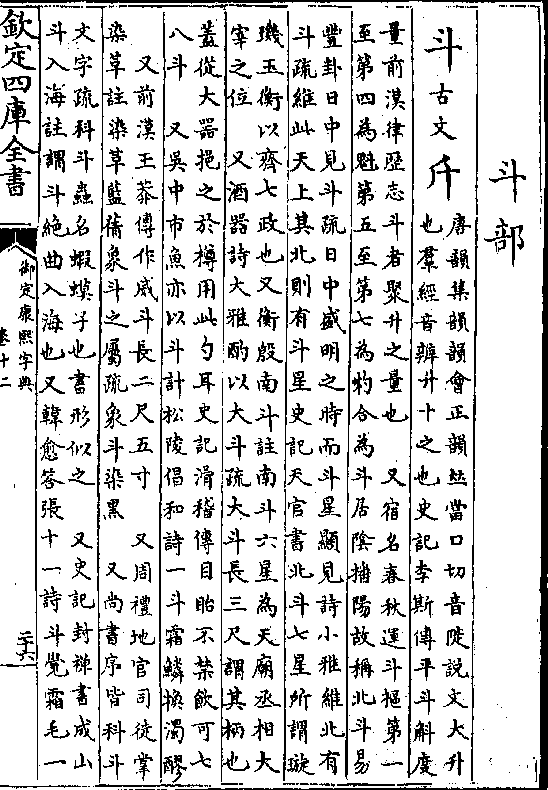 斗部
斗 古文 𠦂
唐韻集韻韻會正韻𠀤當口切音陡說文大升
也羣經音辨升十之也史記李斯傳平斗斛度
量前漢律歷志斗者聚升之量也　又宿名春秋運斗樞第一
至第四為魁第五至第七為杓合為斗居陰播陽故稱北斗易
豐卦日中見斗疏日中盛明之時而斗星顯見詩小雅維北有
斗疏維此天上其北則有斗星史記天官書北斗七星所謂璇
璣玉衡以齊七政也又衡殷南斗註南斗六星為天廟丞相大
宰之位　又酒器詩大雅酌以大斗疏大斗長三尺謂其柄也
蓋從大器挹之於樽用此勺耳史記滑稽傳目眙不禁飲可七
八斗　又吳中市魚亦以斗計松陵倡和詩一斗霜鱗換濁醪
又前漢王莽傳作威斗長二尺五寸　又周禮地官司徒掌
染草註染草藍蒨象斗之屬疏象斗染黑　又尚書序皆科斗
文字疏科斗蟲名蝦蟆子也書形似之　又史記封禪書成山
斗入海註謂斗絕曲入海也又韓愈答張十一詩斗覺霜毛一
欽定四庫全書
御定康熙字典
卷十二
二十六